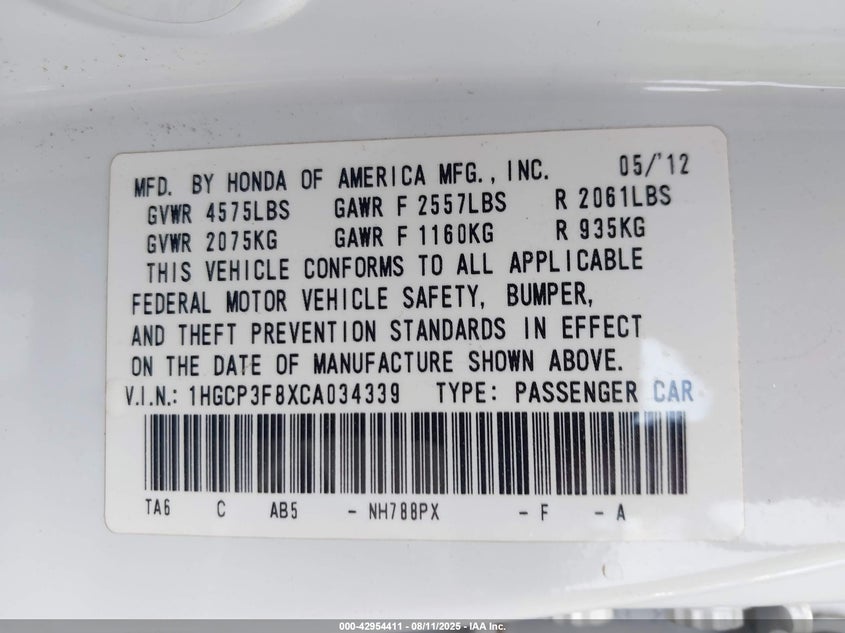 MFD. BY HONDA OF AMERICA MFG., INC. 05/'12
GVWR 4575LBS GAWR F 2557LBS R 2061LBS
GVWR 2075KG GAWR F 1160KG R 935KG
THIS VEHICLE CONFORMS TO ALL APPLICABLE
FEDERAL MOTOR VEHICLE SAFETY, BUMPER,
AND THEFT PREVENTION STANDARDS IN EFFECT
ON THE DATE OF MANUFACTURE SHOWN ABOVE.
V.I.N.: 1HGCP3F8XCA034339 TYPE: PASSENGER CAR
TA6 C AB5 - NH788PX - F - A
000-42954411 - 08/11/2025 - IAA Inc.